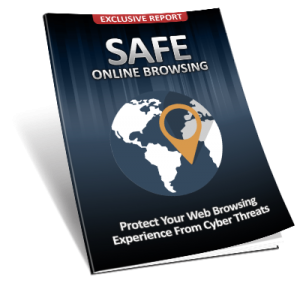 EXCLUSIVE REPORT
SAFE
ONLINE BROWSING
Protect Your Web Browsing
Experience From Cyber Threats